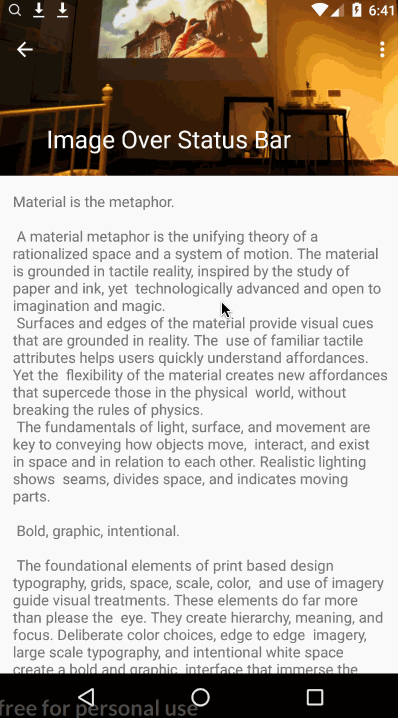 6:41
Image Over Status Bar
Material is the metaphor.
A material metaphor is the unifying theory of a
rationalized space and a system of motion. The material
is grounded in tactile reality, inspired by the study of
paper and ink, yet  technologically advanced and open to
imagination and magic.
Surfaces and edges of the material provide visual cues
that are grounded in reality. The  use of familiar tactile
attributes helps users quickly understand affordances.
Yet the  flexibility of the material creates new affordances
that supercede those in the physical  world, without
breaking the rules of physics.
The fundamentals of light, surface, and movement are
key to conveying how objects move,  interact, and exist
in space and in relation to each other. Realistic lighting
shows  seams, divides space, and indicates moving
parts.
Bold, graphic, intentional.
The foundational elements of print based design
typography, grids, space, scale, color,  and use of imagery
guide visual treatments. These elements do far more
than please the  eye. They create hierarchy, meaning, and
focus. Deliberate color choices, edge to edge  imagery,
large scale typography, and intentional white space
create a bold and graphic  interface that immerse the
free for personal use